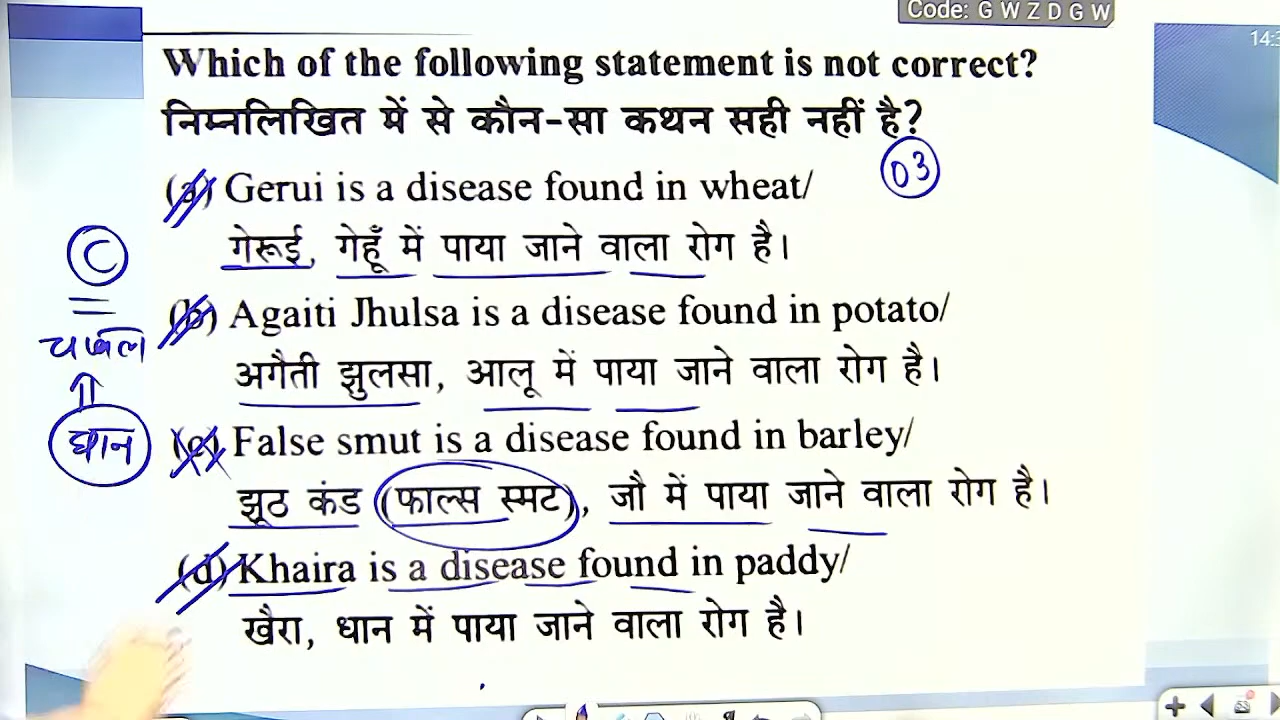 Code: G W Z D G W
Which of the following statement is not correct?
निम्नलिखित में से कौन-सा कथन सही नहीं है?
03
(a) Gerui is a disease found in wheat/
गेरूई, गेहूँ में पाया जाने वाला रोग है।
C
(b) Agaiti Jhulsa is a disease found in potato/
अगैती झुलसा, आलू में पाया जाने वाला रोग है।
धान
(c) False smut is a disease found in barley/
झूठ कंड (फाल्स स्मट), जौ में पाया जाने वाला रोग है।
(d) Khaira is a disease found in paddy/
खैरा, धान में पाया जाने वाला रोग है।